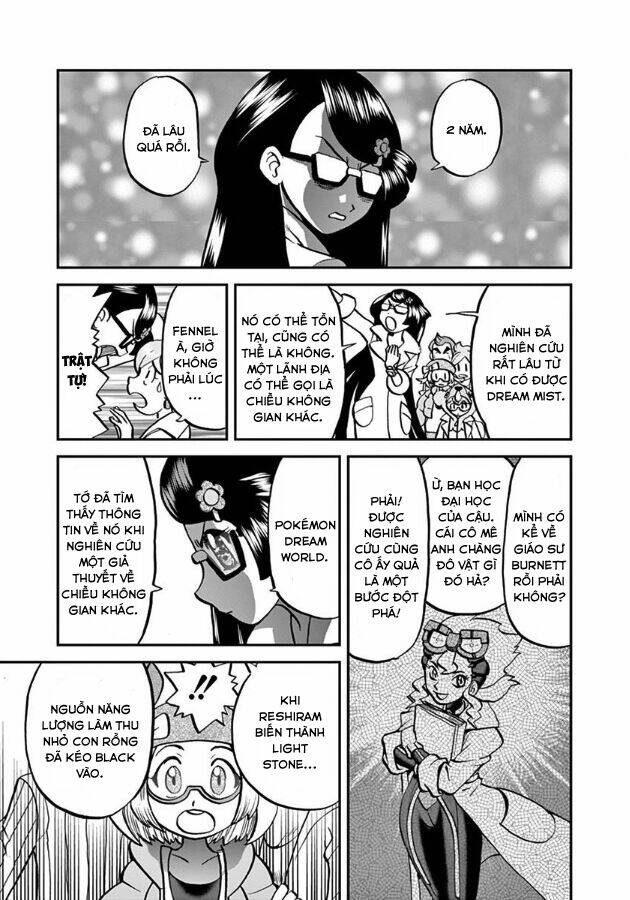 2 NĂM.
ĐÃ LÂU
QUÁ RỒI.
MÌNH ĐÃ
NGHIÊN CỨU
RẤT LÂU TỪ
KHI CÓ ĐƯỢC
DREAM MIST.
NÓ CÓ THỂ TỒN
TẠI, CŨNG CÓ
THỂ LÀ KHÔNG.
MỘT LÃNH ĐỊA
CÓ THỂ GỌI LÀ
CHIỀU KHÔNG
GIAN KHÁC.
FENNEL
À, GIỜ
KHÔNG
PHẢI LÚC
...
TRẬT
TỰ!
MÌNH CÓ
KỂ VỀ
GIÁO SƯ
BURNETT
RỒI PHẢI
KHÔNG?
Ừ, BẠN HỌC
ĐẠI HỌC
CỦA CẬU.
CÁI CÔ MÊ
ANH CHÀNG
ĐÔ VẬT GÌ
ĐÓ HẢ?
PHẢI!
ĐƯỢC
NGHIÊN
CỨU CÙNG
CÔ ẤY QUẢ
LÀ MỘT
BƯỚC ĐỘT
PHÁ!
POKÉMON
DREAM
WORLD.
TỚ ĐÃ TÌM
THẤY THÔNG
TIN VỀ NÓ KHI
NGHIÊN CỨU
MỘT GIẢ
THUYẾT VỀ
CHIỀU KHÔNG
GIAN KHÁC.
KHI
RESHIRAM
BIẾN THÀNH
LIGHT
STONE...
!!
NGUỒN NĂNG
LƯỢNG LÀM THU
NHỎ CON RỒNG
ĐÃ KÉO BLACK
VÀO.